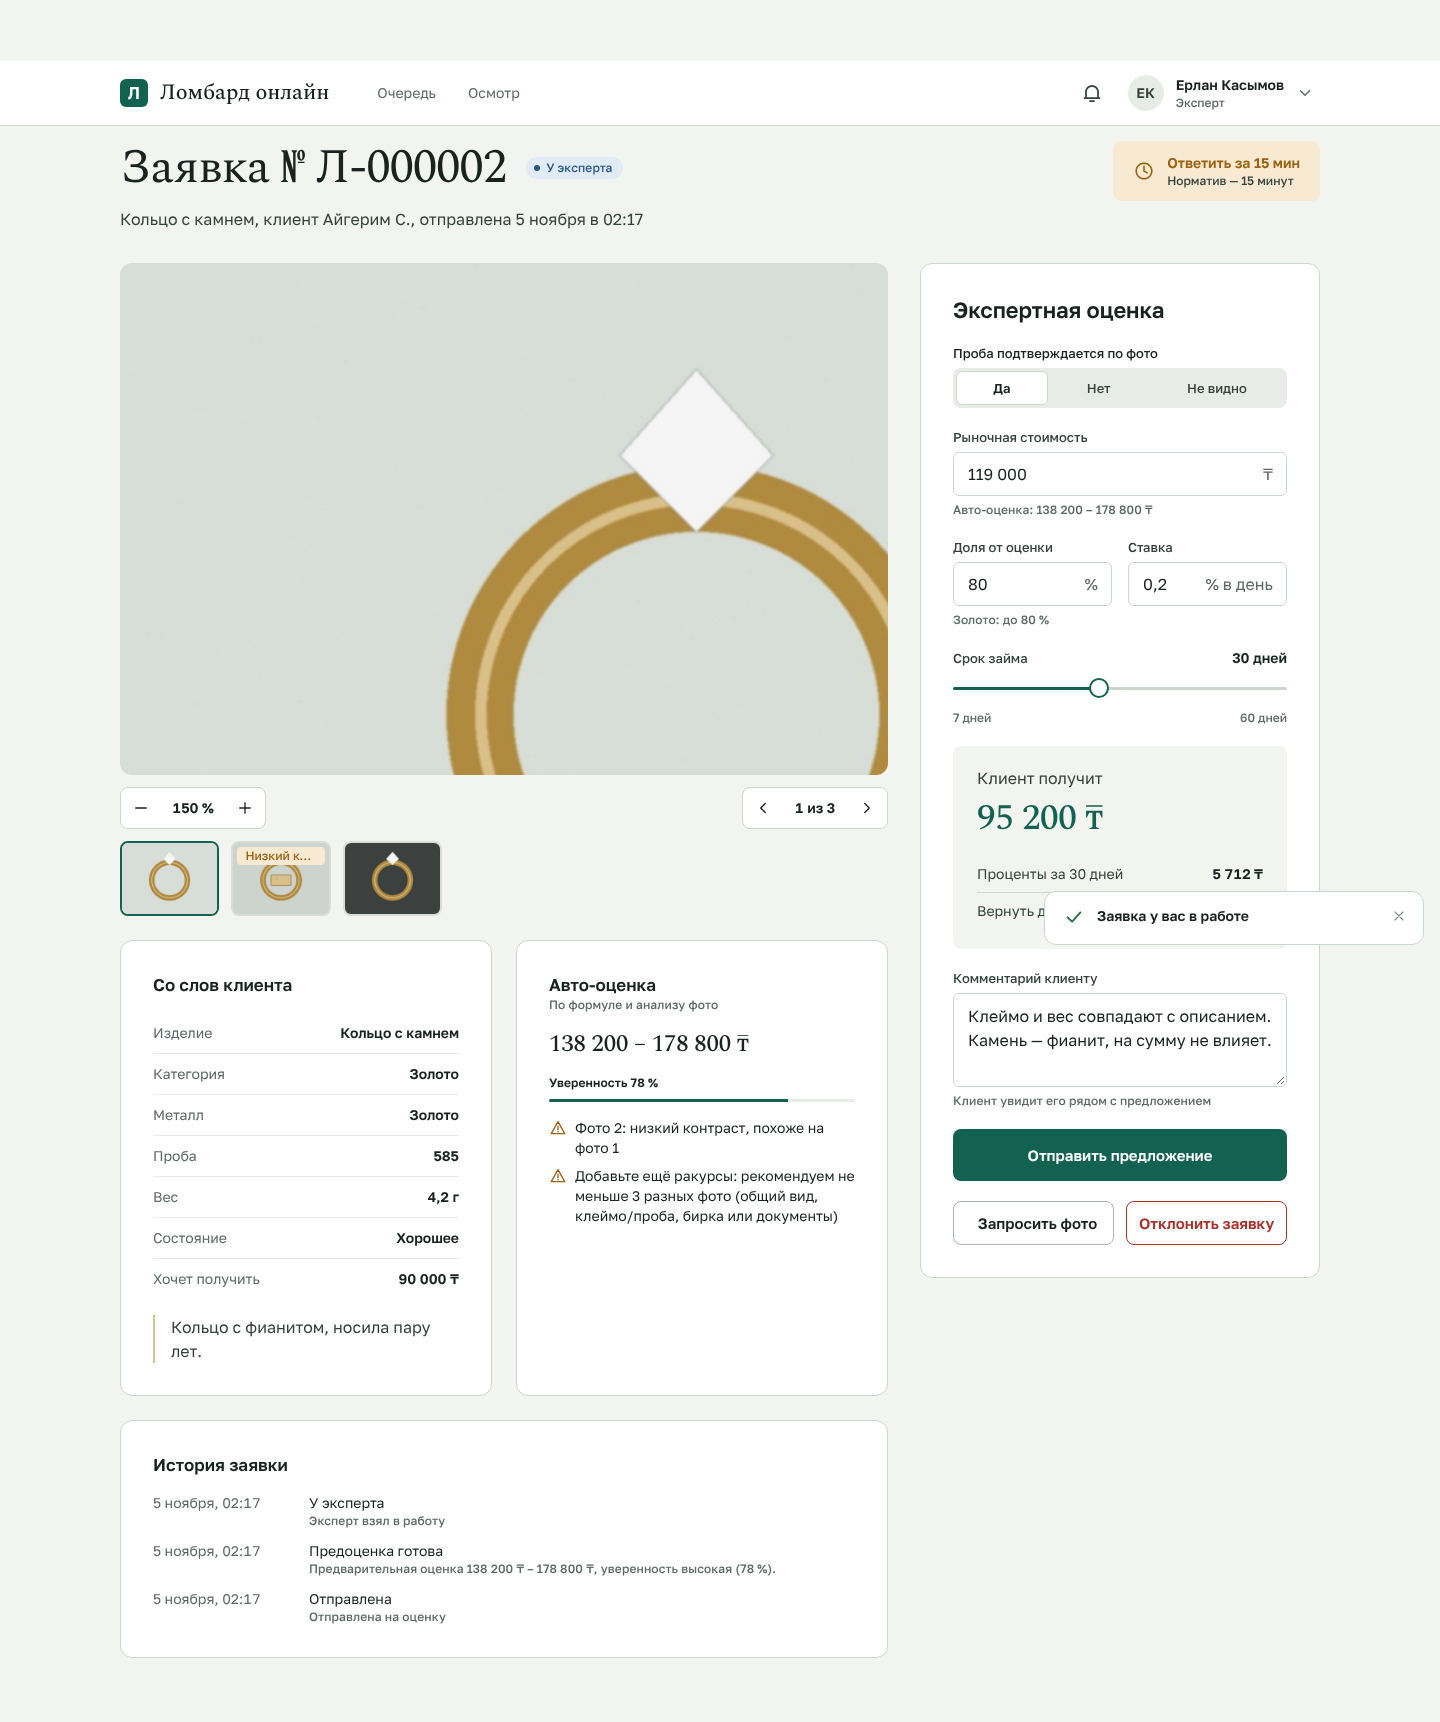 Л Ломбард онлайн
Очередь
Осмотр
ЕК
Ерлан Касымов
Эксперт
Заявка № Л-000002
У эксперта
Кольцо с камнем, клиент Айгерим С., отправлена 5 ноября в 02:17
Ответить за 15 мин
Норматив — 15 минут
150 %
1 из 3
Низкий к...
Со слов клиента
Изделие Кольцо с камнем
Категория Золото
Металл Золото
Проба 585
Вес 4,2 г
Состояние Хорошее
Хочет получить 90 000 ₸
Кольцо с фианитом, носила пару
лет.
Авто-оценка
По формуле и анализу фото
138 200 – 178 800 ₸
Уверенность 78 %
Фото 2: низкий контраст, похоже на
фото 1
Добавьте ещё ракурсы: рекомендуем не
меньше 3 разных фото (общий вид,
клеймо/проба, бирка или документы)
История заявки
5 ноября, 02:17 У эксперта
Эксперт взял в работу
5 ноября, 02:17 Предоценка готова
Предварительная оценка 138 200 ₸ – 178 800 ₸, уверенность высокая (78 %).
5 ноября, 02:17 Отправлена
Отправлена на оценку
Экспертная оценка
Проба подтверждается по фото
Да Нет Не видно
Рыночная стоимость
119 000 ₸
Авто-оценка: 138 200 – 178 800 ₸
Доля от оценки Ставка
80 % 0,2 % в день
Золото: до 80 %
Срок займа 30 дней
7 дней 60 дней
Клиент получит
95 200 ₸
Проценты за 30 дней 5 712 ₸
Вернуть
Заявка у вас в работе
Комментарий клиенту
Клеймо и вес совпадают с описанием.
Камень — фианит, на сумму не влияет.
Клиент увидит его рядом с предложением
Отправить предложение
Запросить фото Отклонить заявку